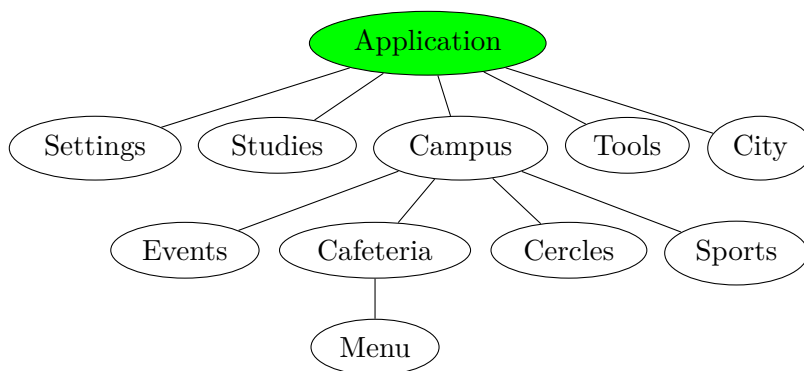 Application
Settings Studies Campus Tools City
Events Cafeteria Cercles Sports
Menu